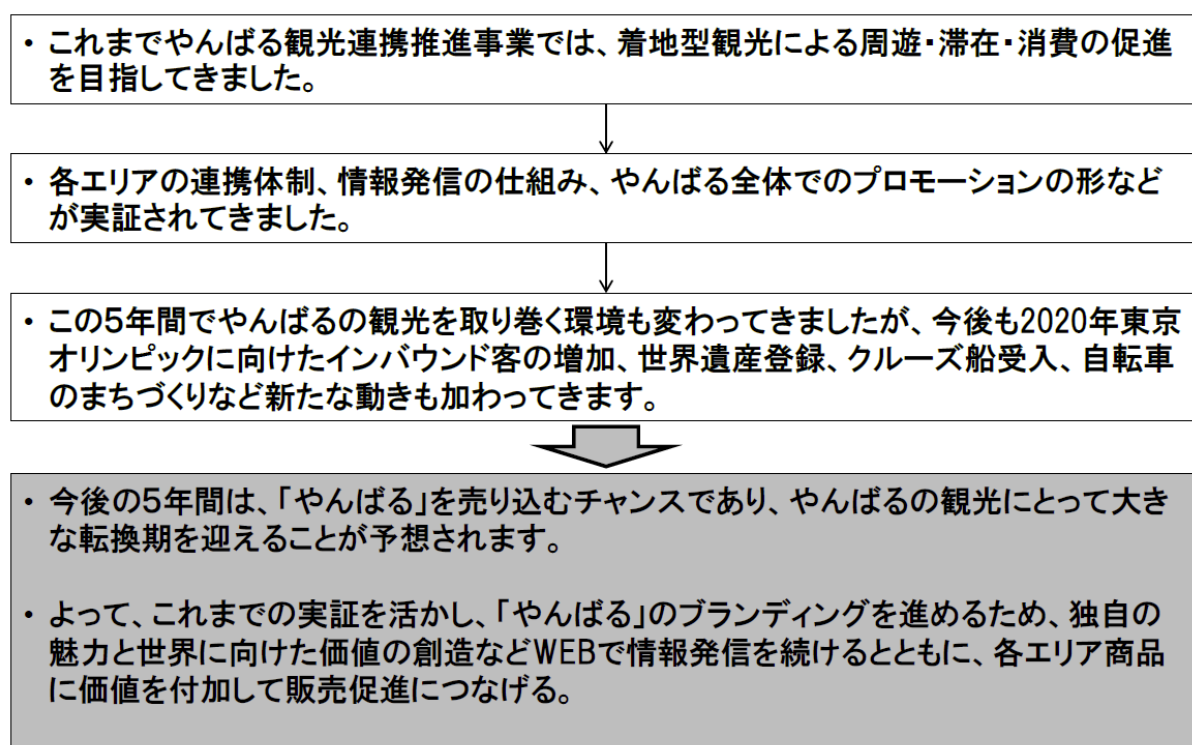 ・これまでやんばる観光連携推進事業では、着地型観光による周遊・滞在・消費の促進
を目指してきました。
・各エリアの連携体制、情報発信の仕組み、やんばる全体でのプロモーションの形など
が実証されてきました。
・この5年間でやんばるの観光を取り巻く環境も変わってきましたが、今後も2020年東京
オリンピックに向けたインバウンド客の増加、世界遺産登録、クルーズ船受入、自転車
のまちづくりなど新たな動きも加わってきます。
・今後の5年間は、「やんばる」を売り込むチャンスであり、やんばるの観光にとって大き
な転換期を迎えることが予想されます。
・よって、これまでの実証を活かし、「やんばる」のブランディングを進めるため、独自の
魅力と世界に向けた価値の創造などWEBで情報発信を続けるとともに、各エリア商品
に価値を付加して販売促進につなげる。